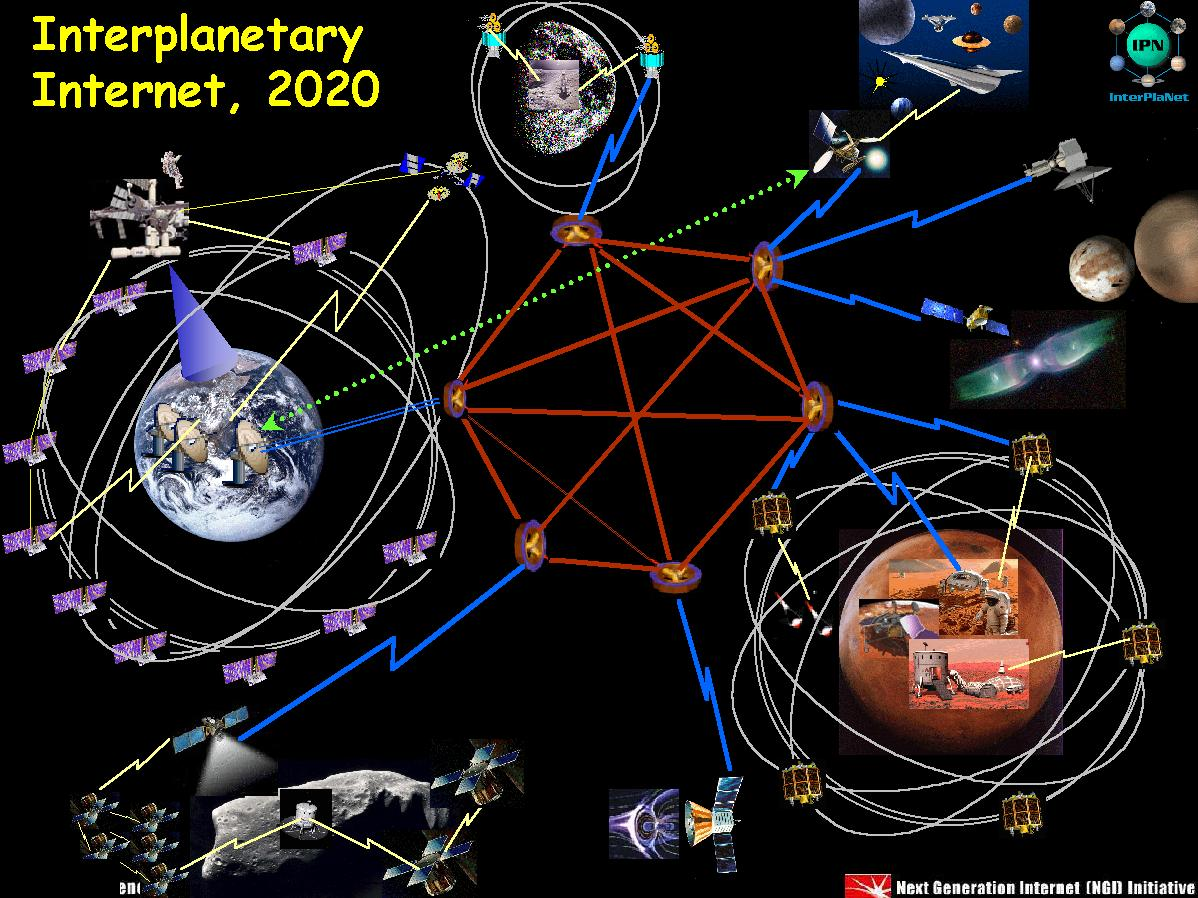 Interplanetary
Internet, 2020
IPN
InterPlaNet
Next Generation Internet (NGI) Initiative